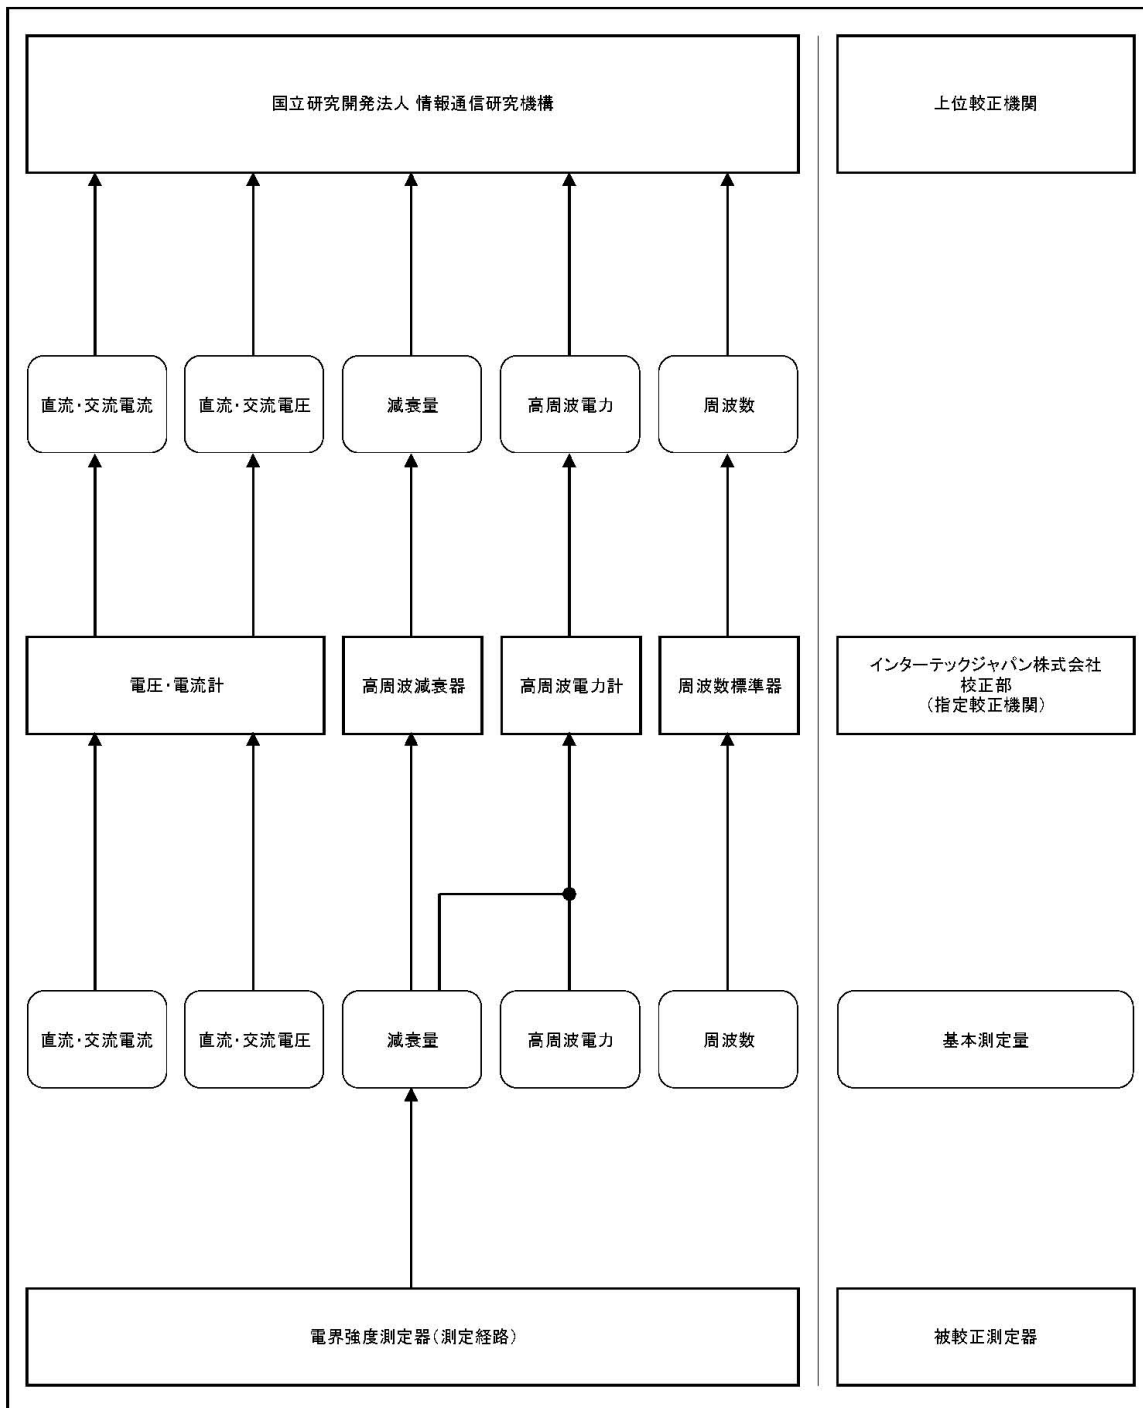 国立研究開発法人 情報通信研究機構
上位較正機関
直流・交流電流
直流・交流電圧
減衰量
高周波電力
周波数
電圧・電流計
高周波減衰器
高周波電力計
周波数標準器
インターテックジャパン株式会社
校正部
(指定較正機関)
直流・交流電流
直流・交流電圧
減衰量
高周波電力
周波数
基本測定量
電界強度測定器(測定経路)
被較正測定器